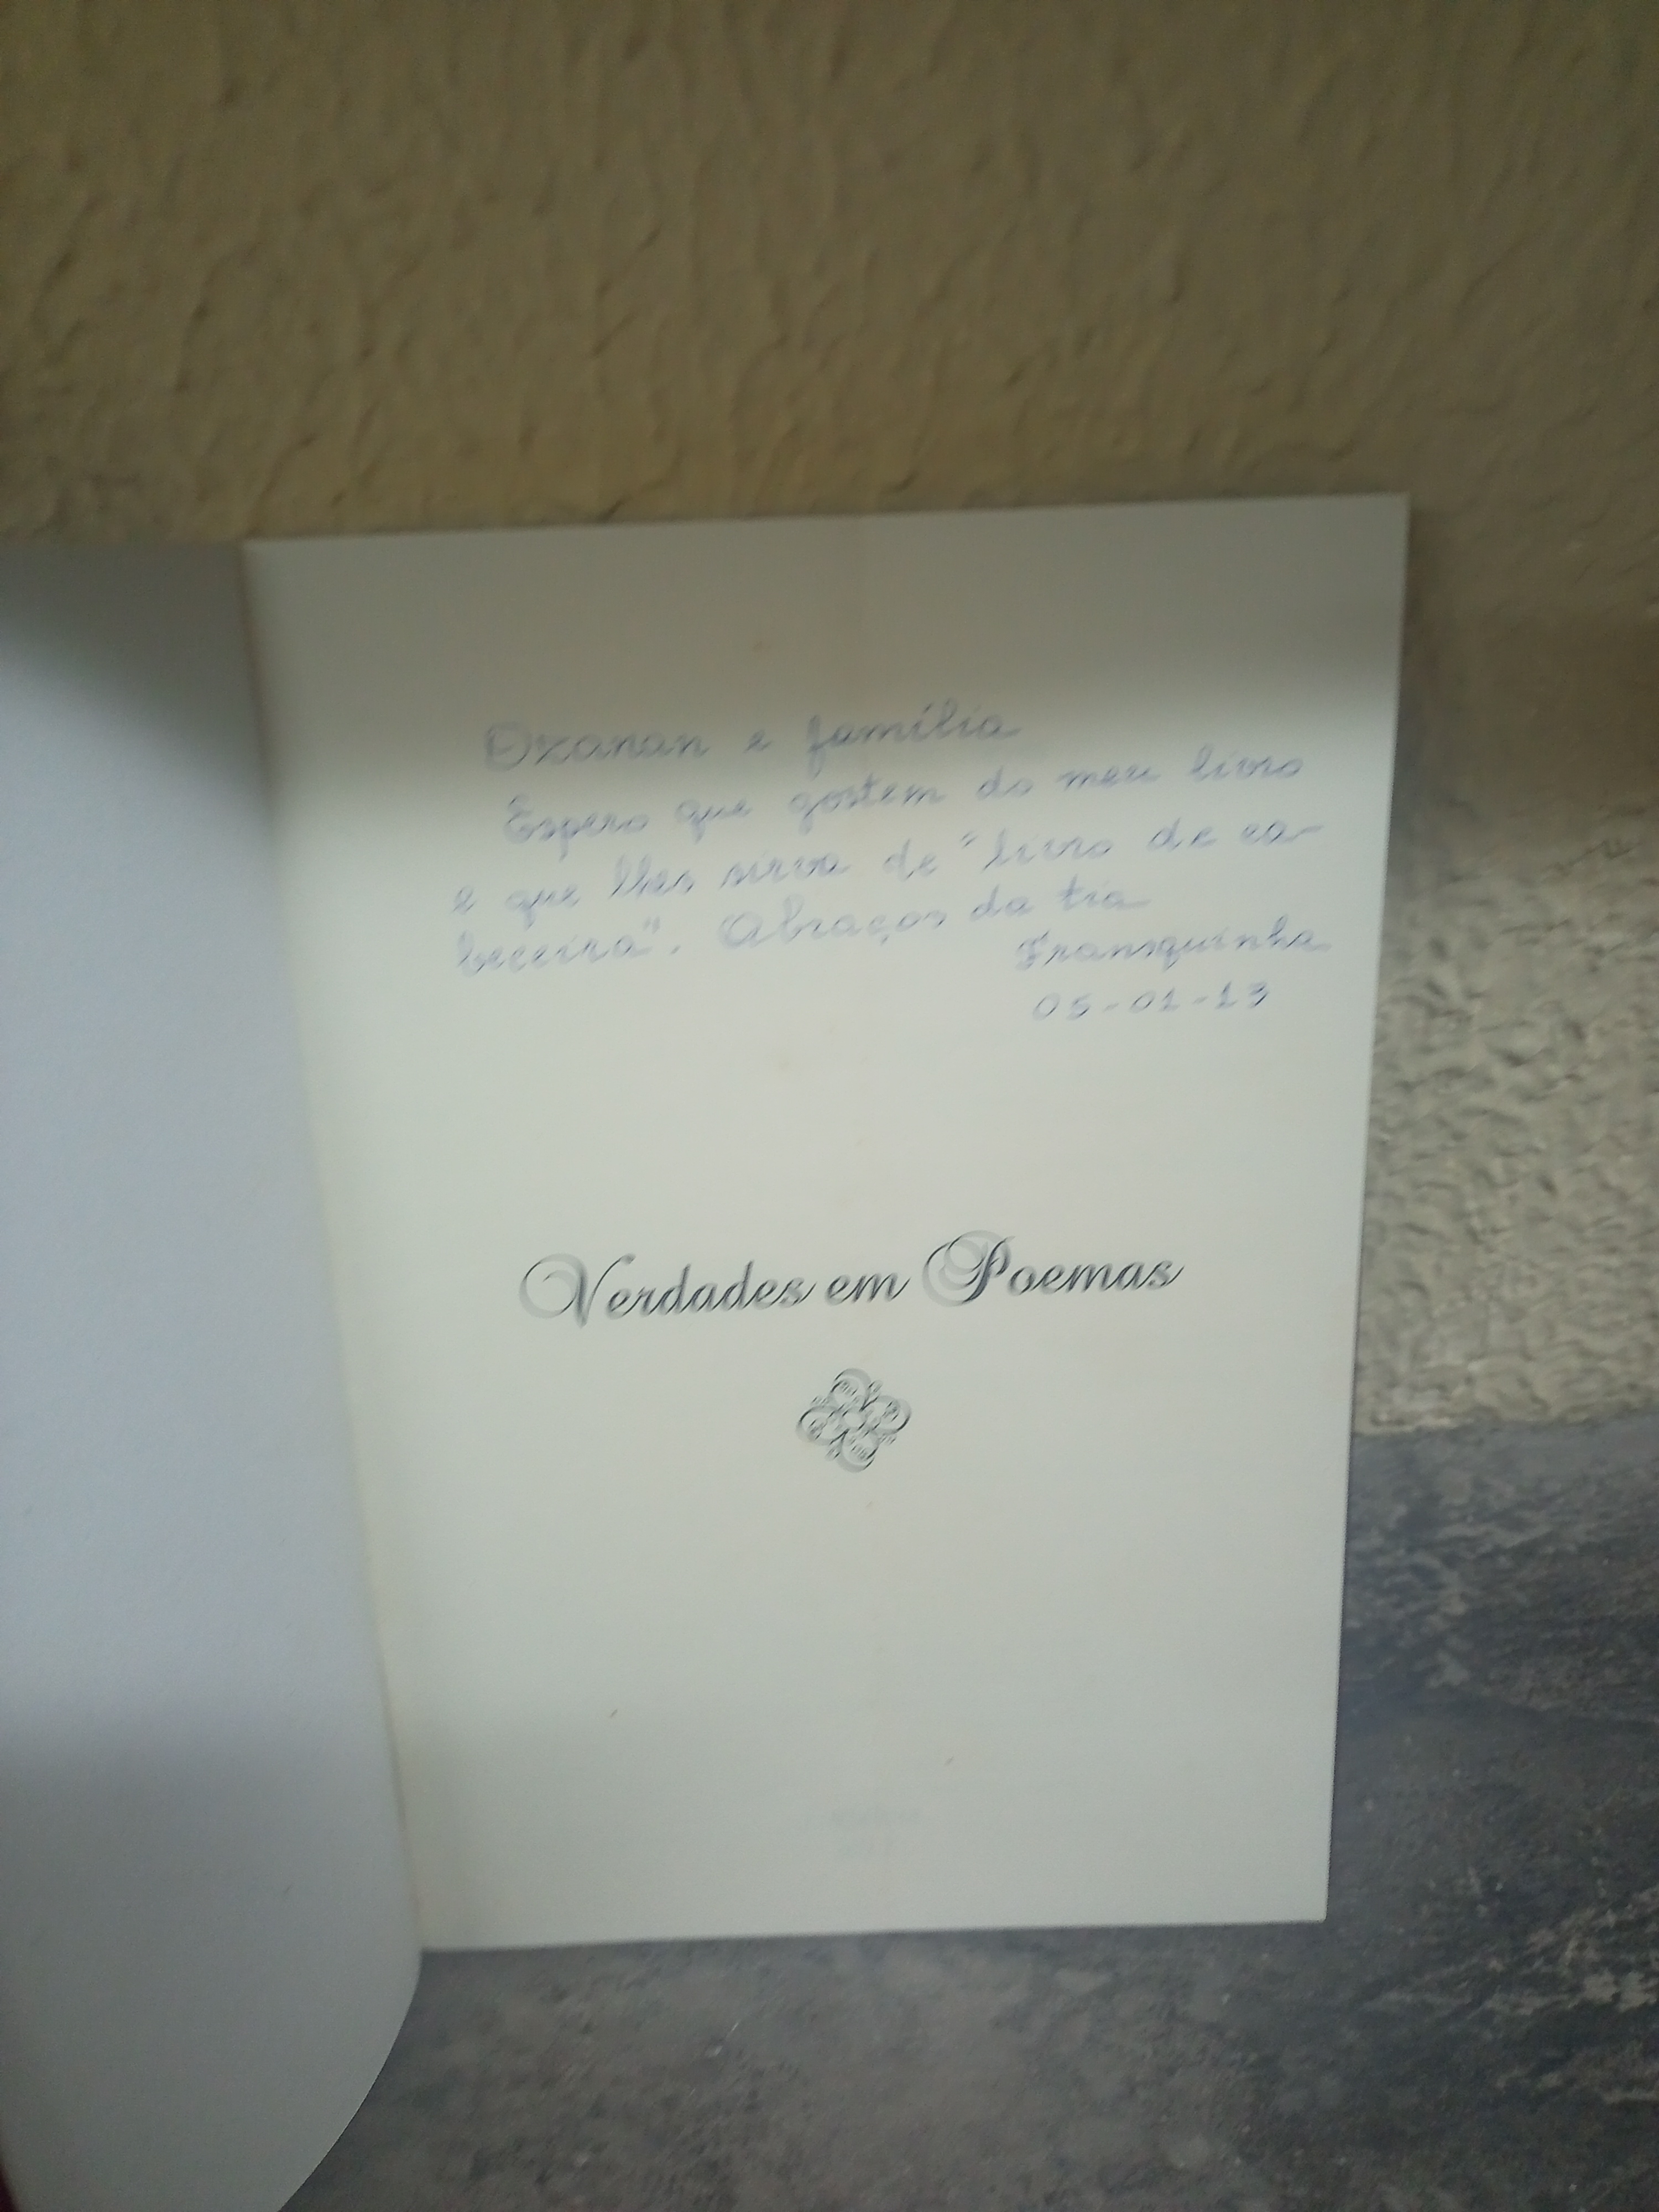 Ozanan e família
Espero que gostem do meu livro
e que lhes sirva de "livro de ca-
beceira". Abraços da tia
Fransquinha
05-01-13
Verdades em Poemas